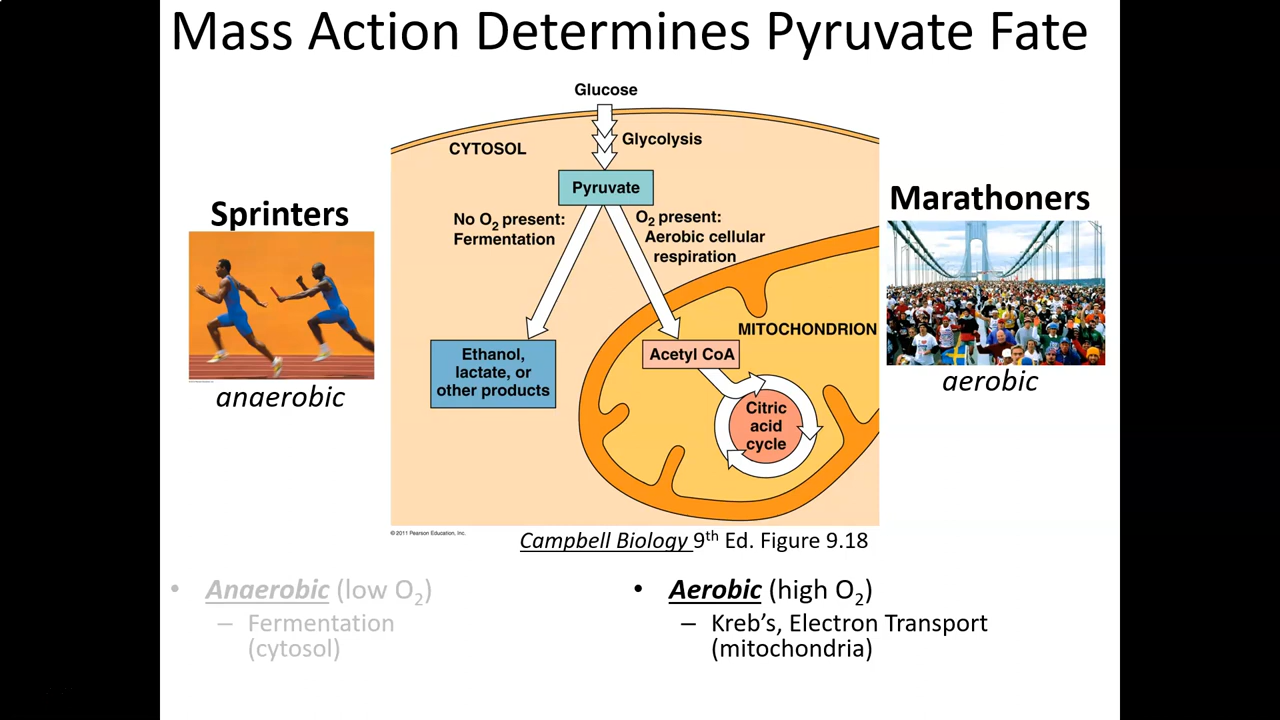 Mass Action Determines Pyruvate Fate
Glucose
Glycolysis
CYTOSOL
Pyruvate
Sprinters
Marathoners
No O₂ present:
Fermentation
O₂ present:
Aerobic cellular
respiration
MITOCHONDRION
Ethanol,
lactate, or
other products
Acetyl CoA
Citric
acid
cycle
anaerobic
aerobic
© 2011 Pearson Education, Inc.
Campbell Biology 9th Ed. Figure 9.18
• Anaerobic (low O₂)
– Fermentation
(cytosol)
• Aerobic (high O₂)
– Kreb’s, Electron Transport
(mitochondria)